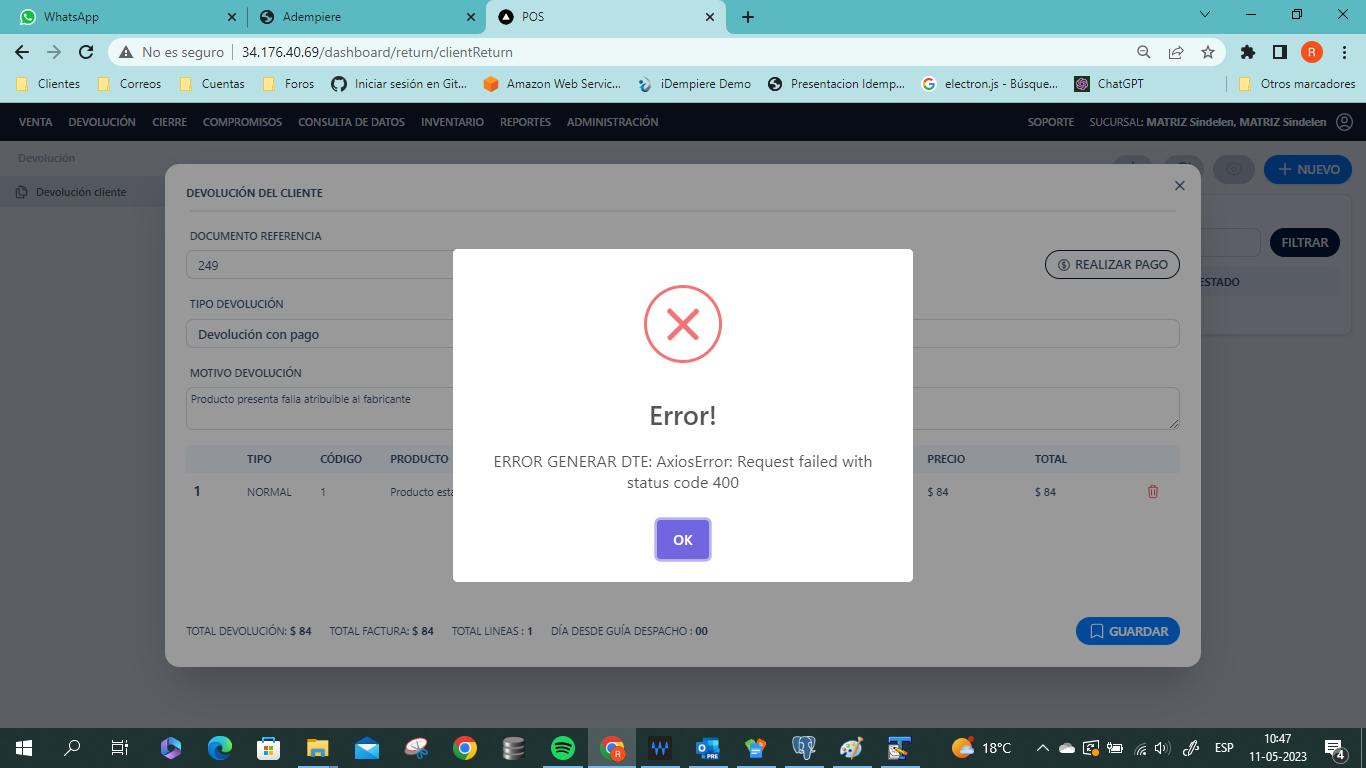 WhatsApp
Adempiere
POS
No es seguro
34.176.40.69/dashboard/return/clientReturn
R
Clientes
Correos
Cuentas
Foros
Iniciar sesión en Git...
Amazon Web Servic...
iDempiere Demo
Presentacion Idemp...
electron.js - Búsque...
ChatGPT
Otros marcadores
VENTA DEVOLUCIÓN CIERRE COMPROMISOS CONSULTA DE DATOS INVENTARIO REPORTES ADMINISTRACIÓN
SOPORTE SUCURSAL: MATRIZ Sindelen, MATRIZ Sindelen
Devolución
Devolución cliente
NUEVO
FILTRAR
ESTADO
DEVOLUCIÓN DEL CLIENTE
DOCUMENTO REFERENCIA
249
REALIZAR PAGO
TIPO DEVOLUCIÓN
Devolución con pago
MOTIVO DEVOLUCIÓN
Producto presenta falla atribuible al fabricante
TIPO CÓDIGO PRODUCTO PRECIO TOTAL
1 NORMAL 1 Producto esta $ 84 $ 84
Error!
ERROR GENERAR DTE: AxiosError: Request failed with
status code 400
OK
TOTAL DEVOLUCIÓN: $ 84 TOTAL FACTURA: $ 84 TOTAL LINEAS : 1 DÍA DESDE GUÍA DESPACHO : 00
GUARDAR
R
PRE
18°C
ESP
10:47
11-05-2023
4